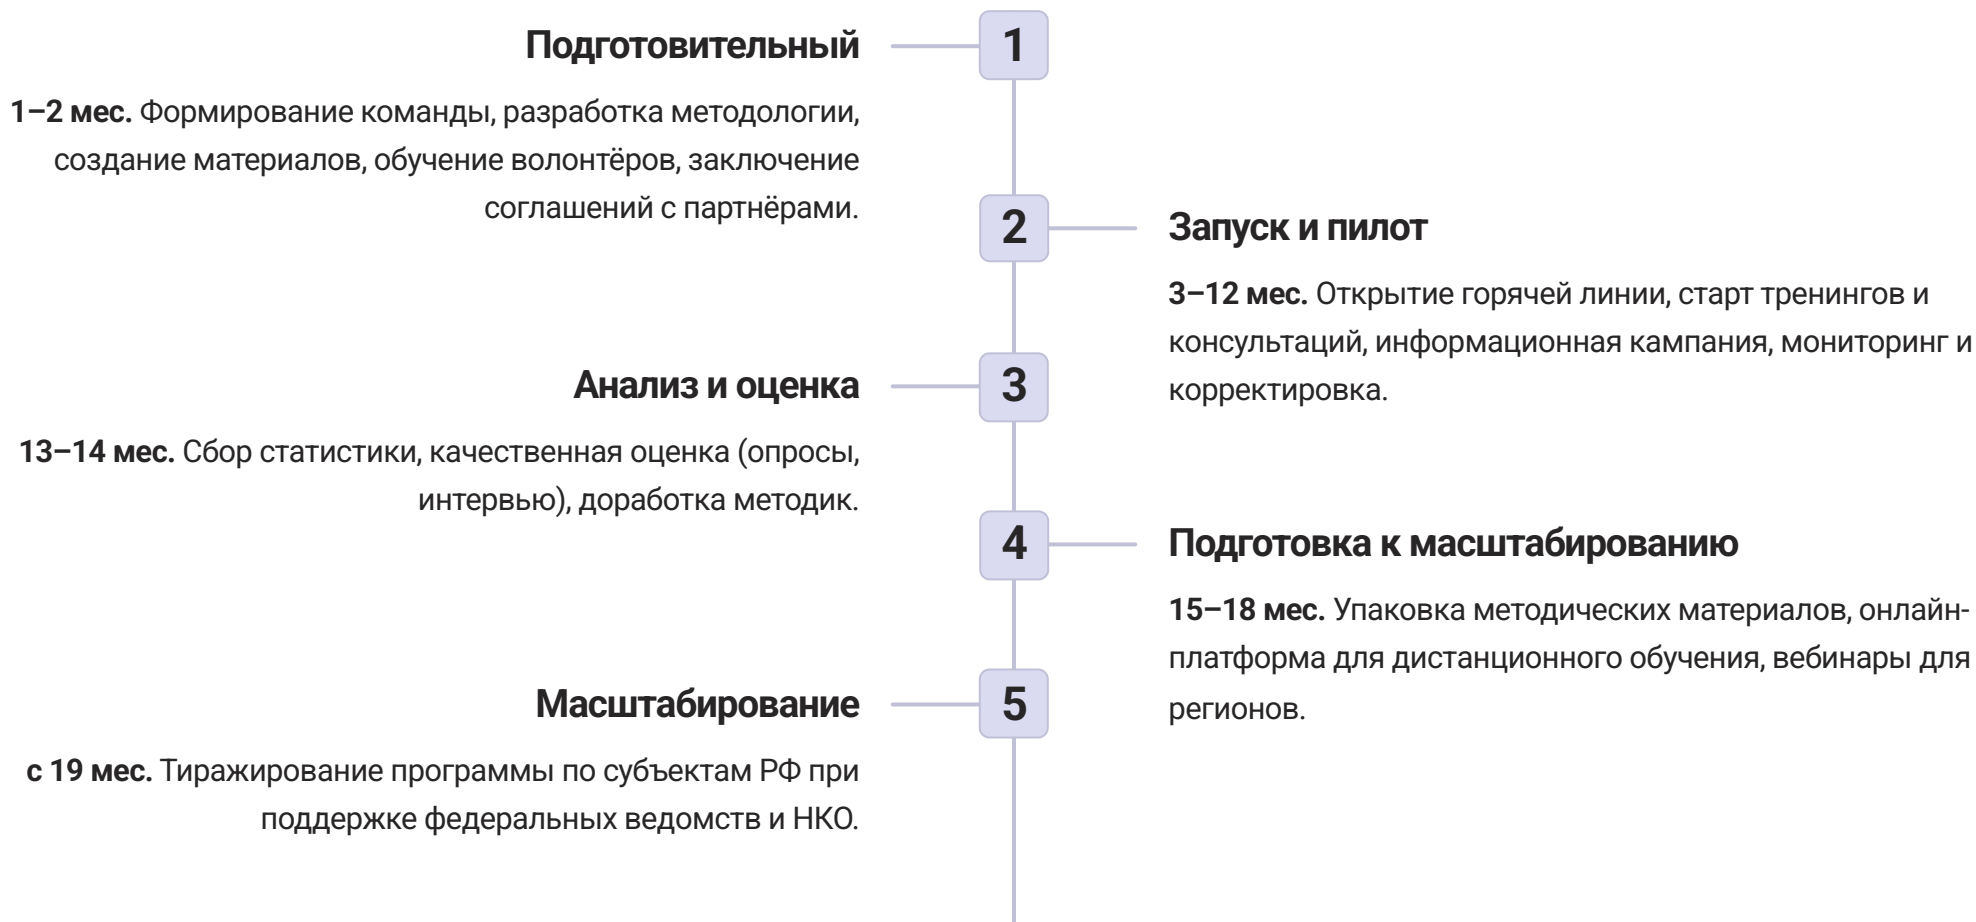 1
Подготовительный
1–2 мес. Формирование команды, разработка методологии,
создание материалов, обучение волонтёров, заключение
соглашений с партнёрами.
2
Запуск и пилот
3–12 мес. Открытие горячей линии, старт тренингов и
консультаций, информационная кампания, мониторинг и
корректировка.
3
Анализ и оценка
13–14 мес. Сбор статистики, качественная оценка (опросы,
интервью), доработка методик.
4
Подготовка к масштабированию
15–18 мес. Упаковка методических материалов, онлайн-
платформа для дистанционного обучения, вебинары для
регионов.
5
Масштабирование
с 19 мес. Тиражирование программы по субъектам РФ при
поддержке федеральных ведомств и НКО.